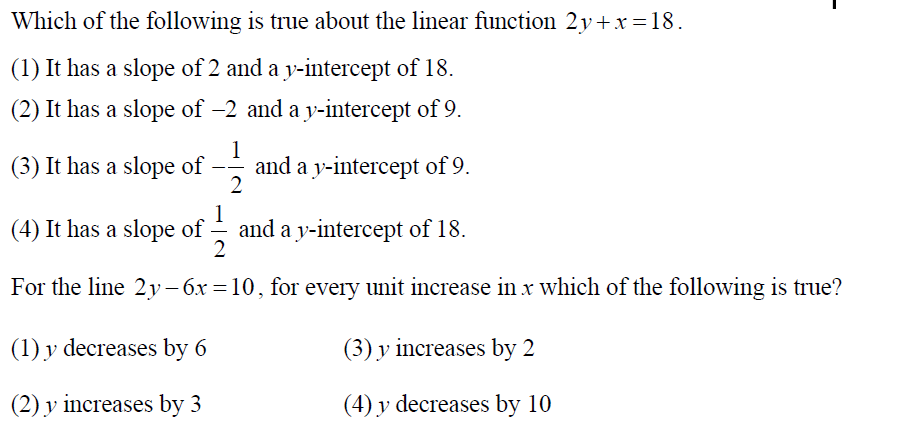 Which of the following is true about the linear function 2y+x=18.
(1) It has a slope of 2 and a y-intercept of 18.
(2) It has a slope of −2 and a y-intercept of 9.
(3) It has a slope of −1/2 and a y-intercept of 9.
(4) It has a slope of 1/2 and a y-intercept of 18.
For the line 2y−6x=10, for every unit increase in x which of the following is true?
(1) y decreases by 6 (3) y increases by 2
(2) y increases by 3 (4) y decreases by 10